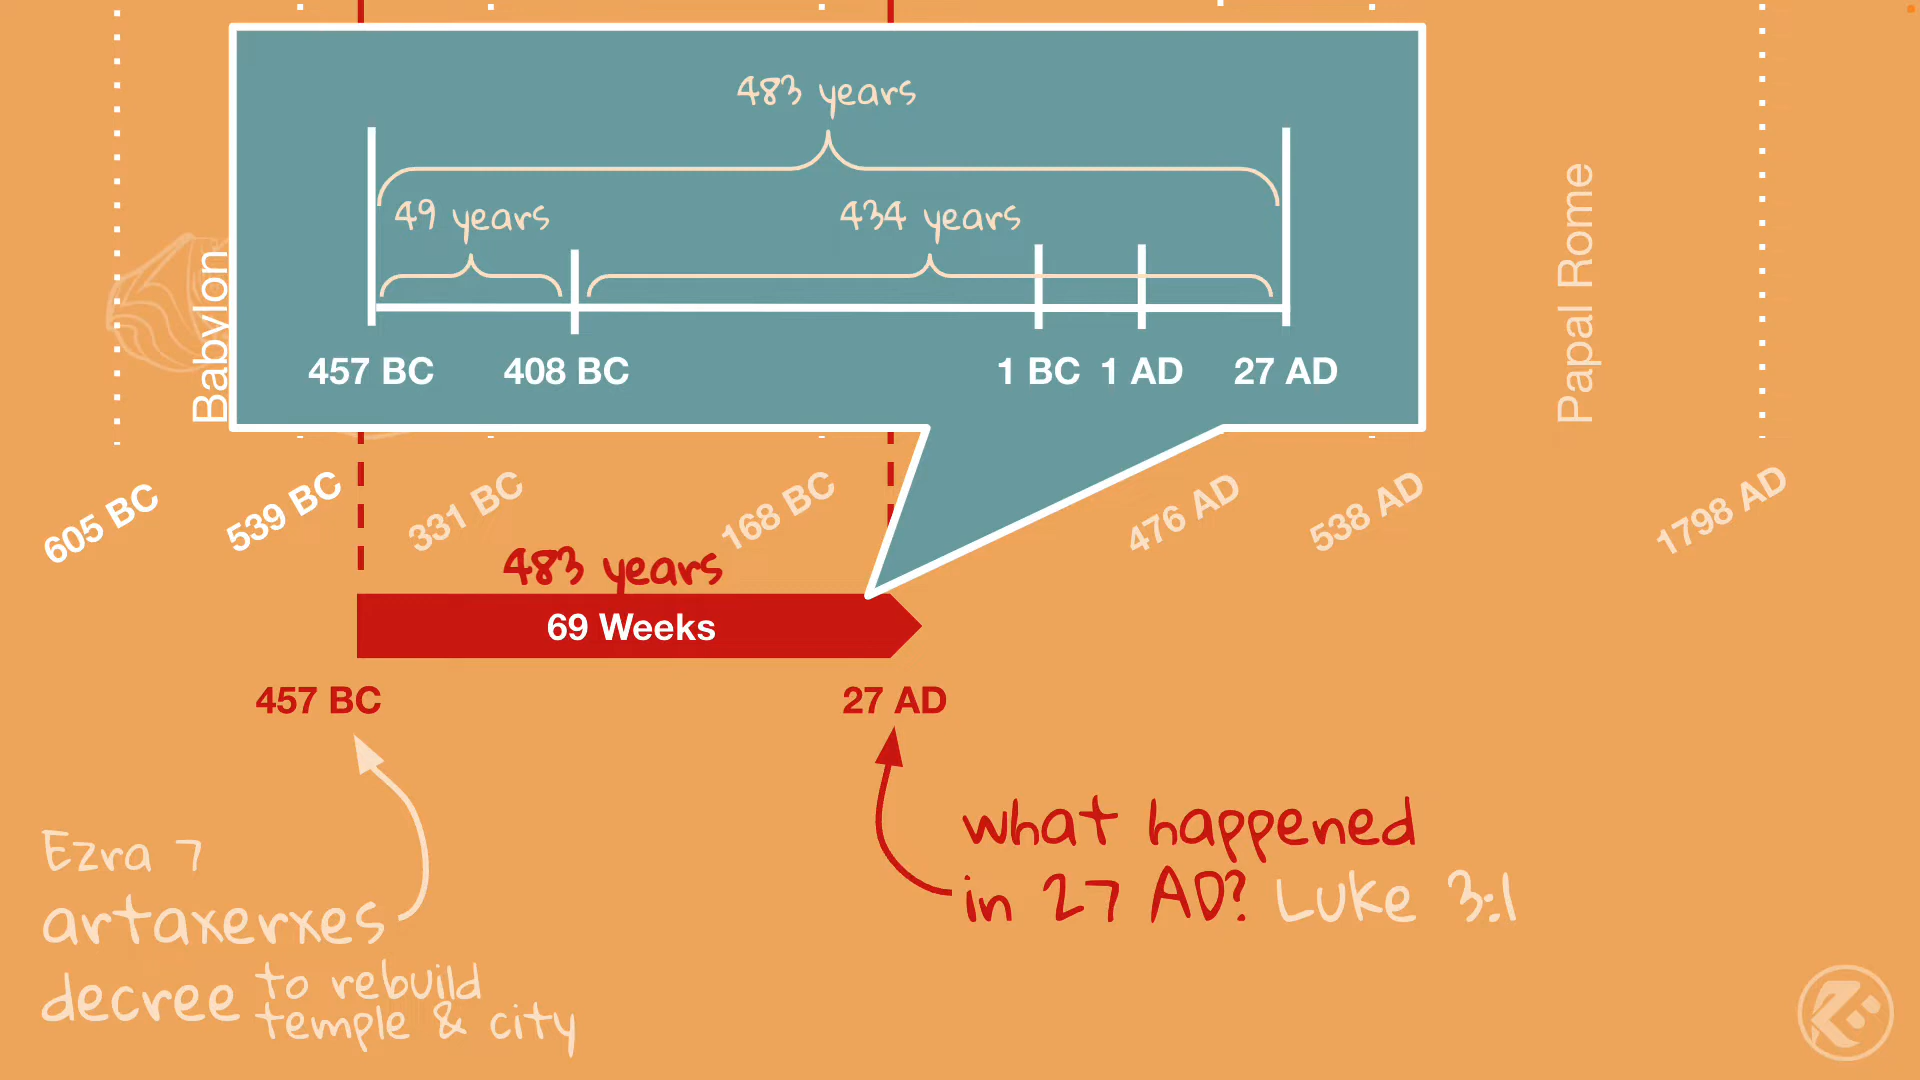 483 years
49 years 434 years
457 BC 408 BC 1 BC 1 AD 27 AD
Babylon
Papal Rome
605 BC 539 BC 331 BC 168 BC 476 AD 538 AD 1798 AD
483 years
69 Weeks
457 BC 27 AD
Ezra 7
artaxerxes
decree to rebuild
temple & city
what happened
in 27 AD? Luke 3:1